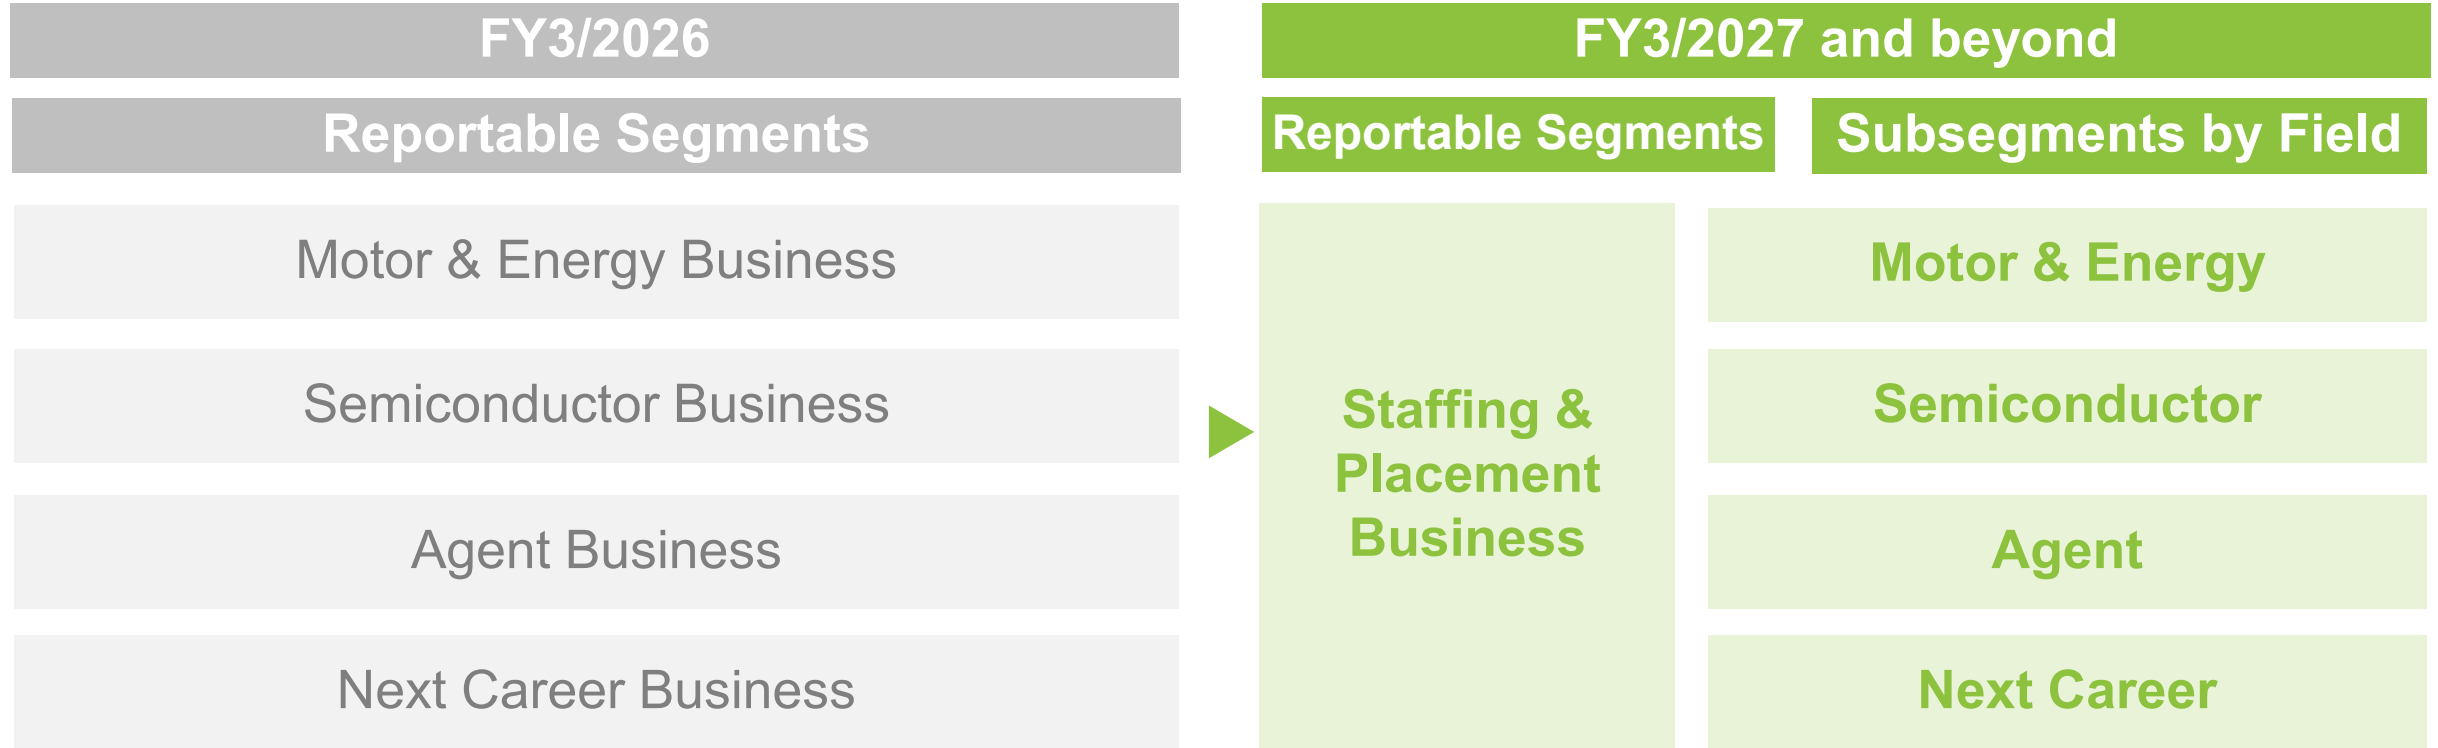 FY3/2026
Reportable Segments
Motor & Energy Business
Semiconductor Business
Agent Business
Next Career Business
FY3/2027 and beyond
Reportable Segments
Staffing &
Placement
Business
Subsegments by Field
Motor & Energy
Semiconductor
Agent
Next Career